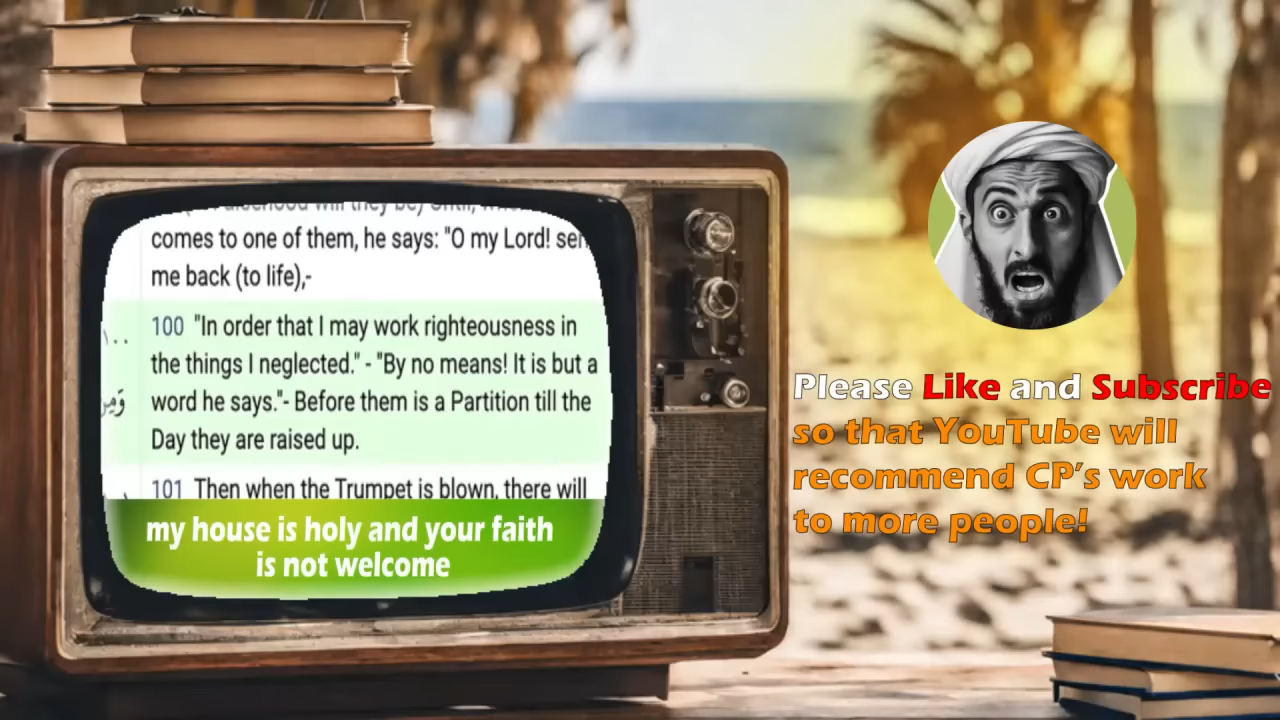 comes to one of them, he says: "O my Lord! sen
me back (to life),-
100 "In order that I may work righteousness in
the things I neglected." - "By no means! It is but a
word he says."- Before them is a Partition till the
Day they are raised up.
101 Then when the Trumpet is blown, there will
my house is holy and your faith
is not welcome
Please Like and Subscribe
so that YouTube will
recommend CP's work
to more people!